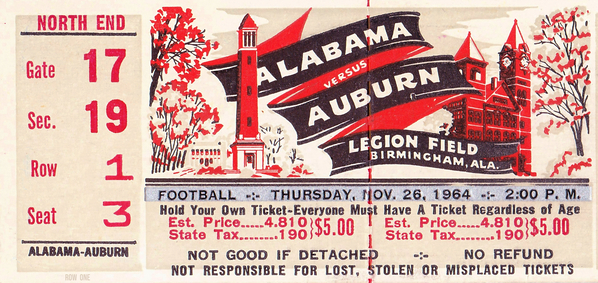 NORTH END
Gate 17
Sec. 19
Row 1
Seat 3
ALABAMA-AUBURN
ROW ONE
ALABAMA
VERSUS
AUBURN
LEGION FIELD
BIRMINGHAM, ALA.
FOOTBALL -:- THURSDAY, NOV. 26, 1964 -:- 2:00 P. M.
Hold Your Own Ticket-Everyone Must Have A Ticket Regardless of Age
Est. Price.....4.810 } $5.00 Est. Price.....4.810 } $5.00
State Tax........190 } State Tax........190 }
NOT GOOD IF DETACHED -:- NO REFUND
NOT RESPONSIBLE FOR LOST, STOLEN OR MISPLACED TICKETS